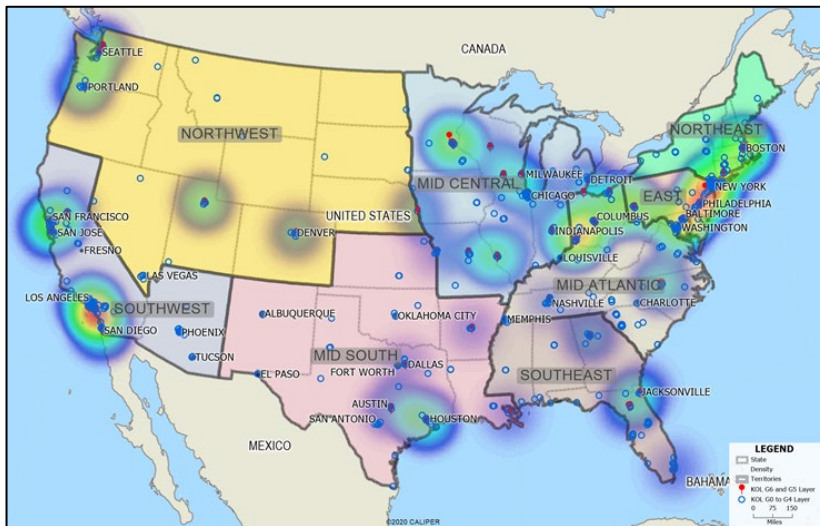 CANADA
SEATTLE
PORTLAND
NORTHWEST
NORTHEAST
BOSTON
MID CENTRAL
MILWAUKEE
DETROIT
CHICAGO
EAST
NEW YORK
PHILADELPHIA
BALTIMORE
WASHINGTON
UNITED STATES
COLUMBUS
INDIANAPOLIS
SAN FRANCISCO
SAN JOSE
FRESNO
DENVER
LOUISVILLE
LAS VEGAS
MID ATLANTIC
LOS ANGELES
SOUTHWEST
NASHVILLE
CHARLOTTE
SAN DIEGO
PHOENIX
ALBUQUERQUE
OKLAHOMA CITY
MEMPHIS
TUCSON
MID SOUTH
DALLAS
FORT WORTH
EL PASO
SOUTHEAST
JACKSONVILLE
AUSTIN
SAN ANTONIO
HOUSTON
MEXICO
BAHAMA
LEGEND
State
Density
Territories
KOL G6 and G5 Layer
KOL G0 to G4 Layer
0 75 150
Miles
©2020 CALIPER